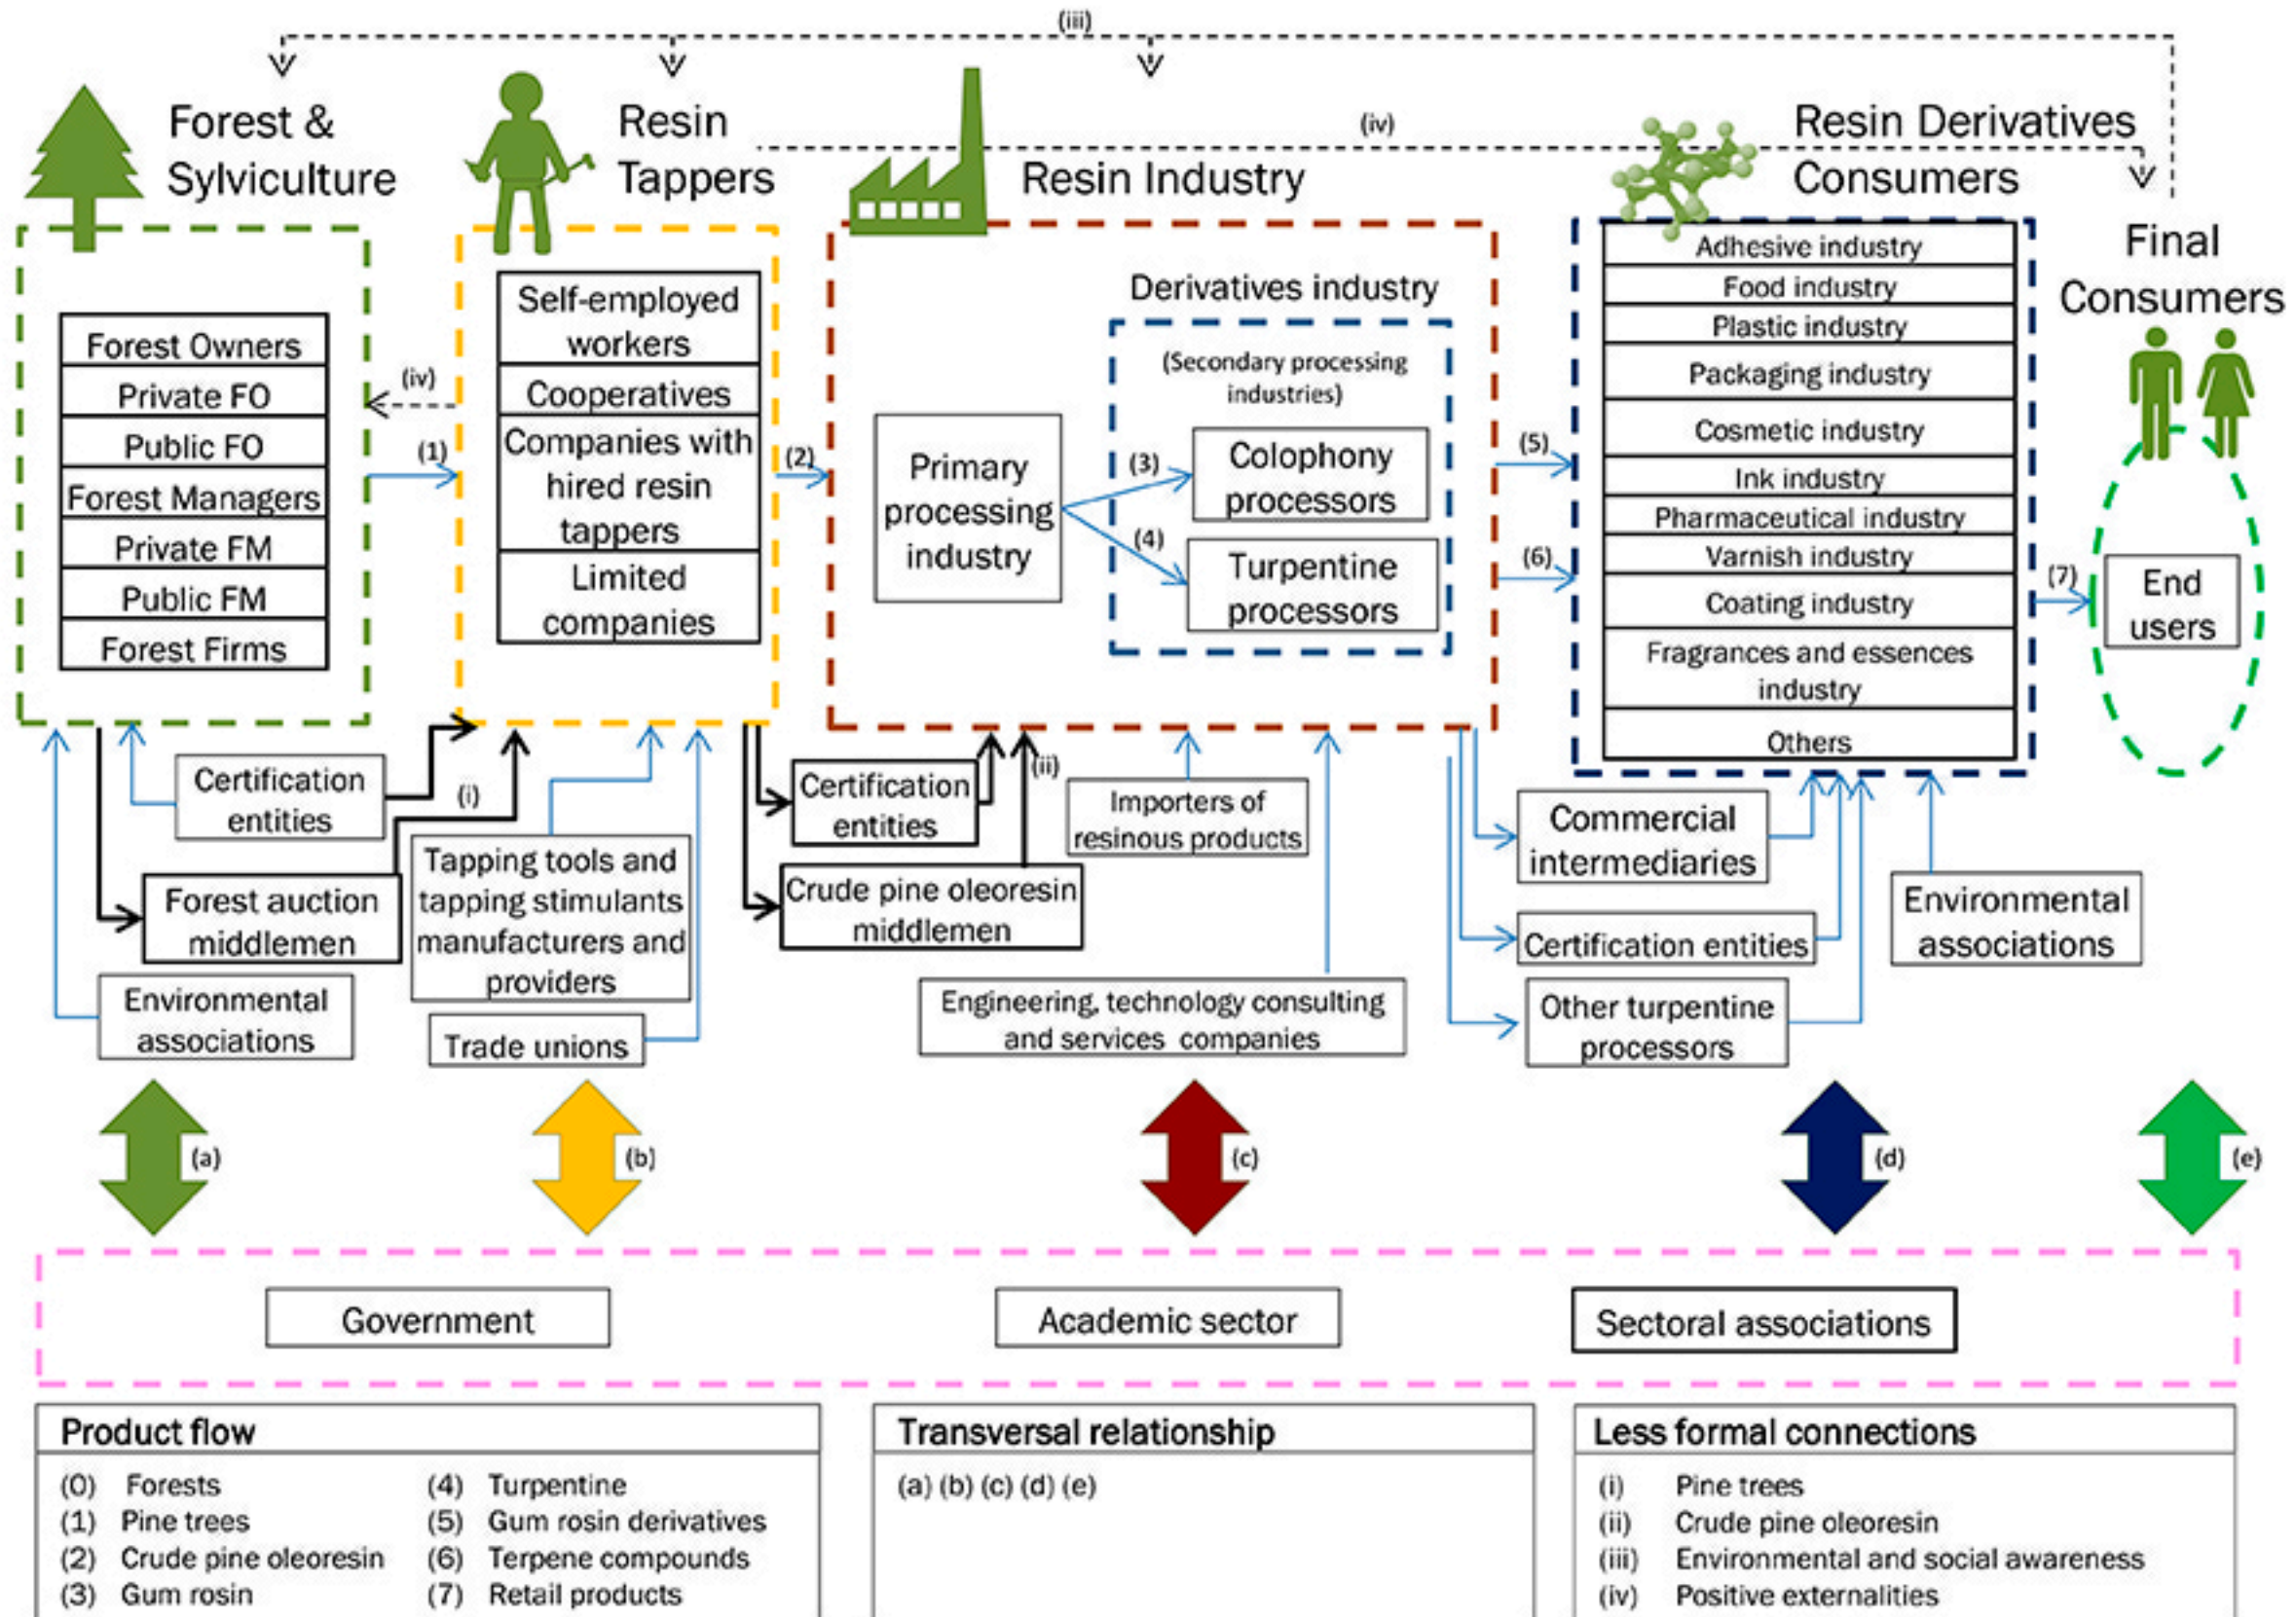 (iii)
Forest &
Sylviculture
Resin
Tappers
(iv)
Resin Industry
Resin Derivatives
Consumers
Final
Consumers
Forest Owners
Private FO
Public FO
Forest Managers
Private FM
Public FM
Forest Firms
(iv)
(1)
Self-employed
workers
Cooperatives
Companies with
hired resin
tappers
Limited
companies
(2)
Derivatives industry
(Secondary processing
industries)
Primary
processing
industry
(3)
Colophony
processors
(4)
Turpentine
processors
(5)
(6)
Adhesive industry
Food industry
Plastic industry
Packaging industry
Cosmetic industry
Ink industry
Pharmaceutical industry
Varnish industry
Coating industry
Fragrances and essences
industry
Others
(7)
End
users
Certification
entities
(i)
Forest auction
middlemen
Environmental
associations
Tapping tools and
tapping stimulants
manufacturers and
providers
Trade unions
Certification
entities
(ii)
Crude pine oleoresin
middlemen
Importers of
resinous products
Engineering, technology consulting
and services companies
Commercial
intermediaries
Certification entities
Other turpentine
processors
Environmental
associations
(a)
(b)
(c)
(d)
(e)
Government
Academic sector
Sectoral associations
Product flow
(0) Forests
(1) Pine trees
(2) Crude pine oleoresin
(3) Gum rosin
(4) Turpentine
(5) Gum rosin derivatives
(6) Terpene compounds
(7) Retail products
Transversal relationship
(a) (b) (c) (d) (e)
Less formal connections
(i) Pine trees
(ii) Crude pine oleoresin
(iii) Environmental and social awareness
(iv) Positive externalities